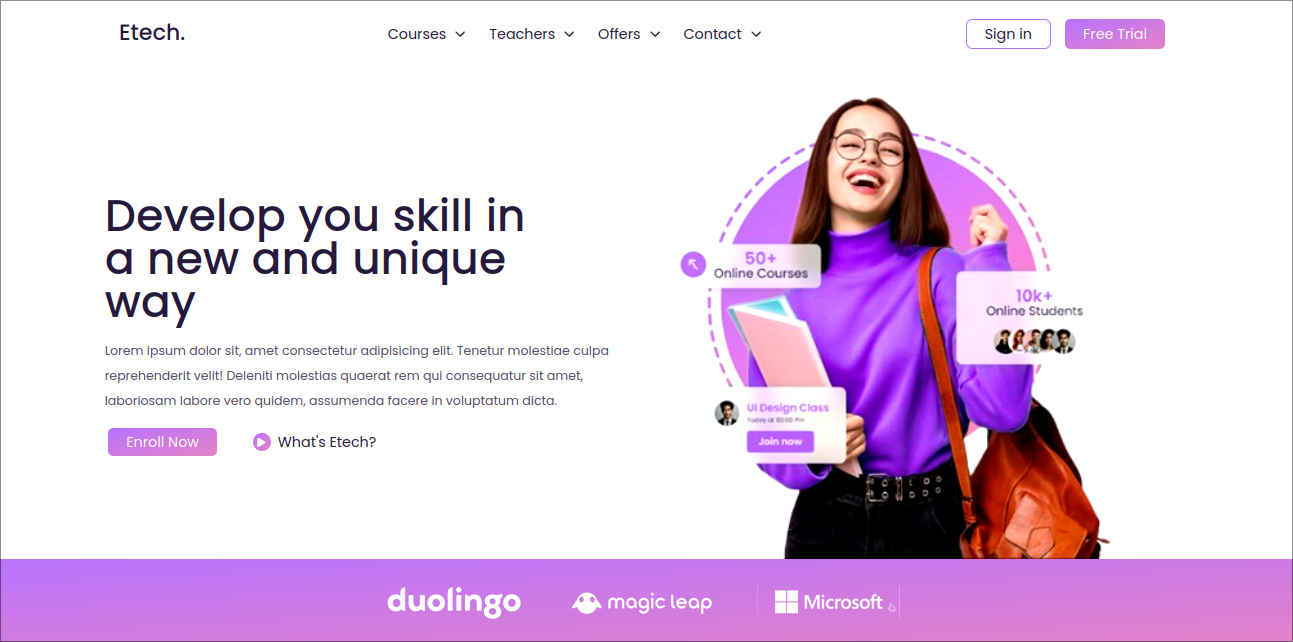 Etech.
Courses Teachers Offers Contact
Sign in Free Trial
Develop you skill in
a new and unique
way
Lorem ipsum dolor sit, amet consectetur adipisicing elit. Tenetur molestiae culpa
reprehenderit velit! Deleniti molestias quaerat rem qui consequatur sit amet,
laboriosam labore vero quidem, assumenda facere in voluptatum dicta.
Enroll Now What's Etech?
50+
Online Courses
10k+
Online Students
UI Design Class
Today at 02:00 Pm
Join now
duolingo magic leap Microsoft